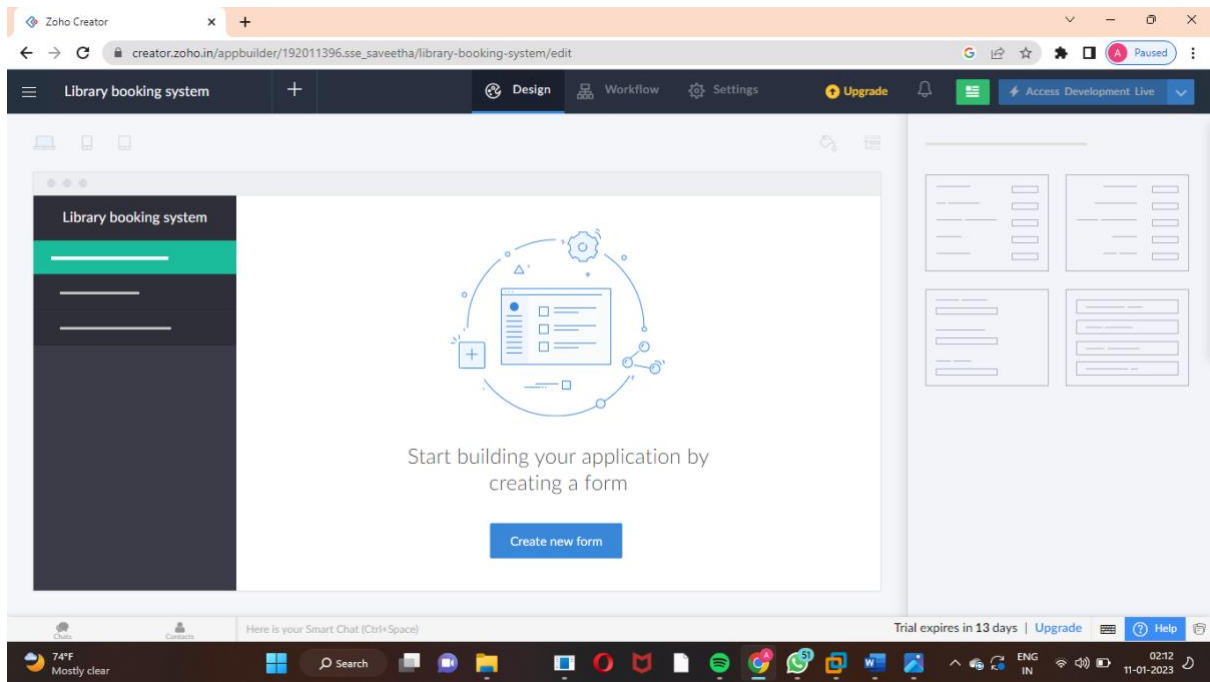 Zoho Creator
creator.zoho.in/appbuilder/192011396.sse_saveetha/library-booking-system/edit
A Paused
Library booking system
Design
Workflow
Settings
Upgrade
Access Development Live
Library booking system
Start building your application by
creating a form
Create new form
Chats
Contacts
Here is your Smart Chat (Ctrl+Space)
Trial expires in 13 days | Upgrade
Help
74°F
Mostly clear
Search
51
ENG
IN
02:12
11-01-2023